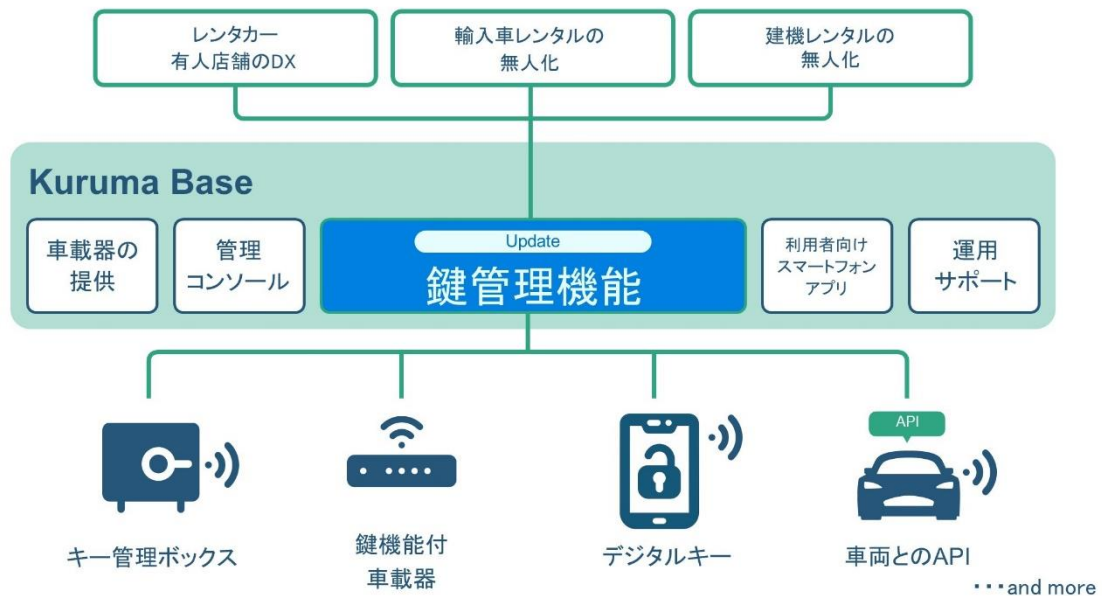 レンタカー
有人店舗のDX
輸入車レンタルの
無人化
建機レンタルの
無人化
Kuruma Base
車載器の
提供
管理
コンソール
Update
鍵管理機能
利用者向け
スマートフォン
アプリ
運用
サポート
キー管理ボックス
鍵機能付
車載器
デジタルキー
API
車両とのAPI
・・・and more